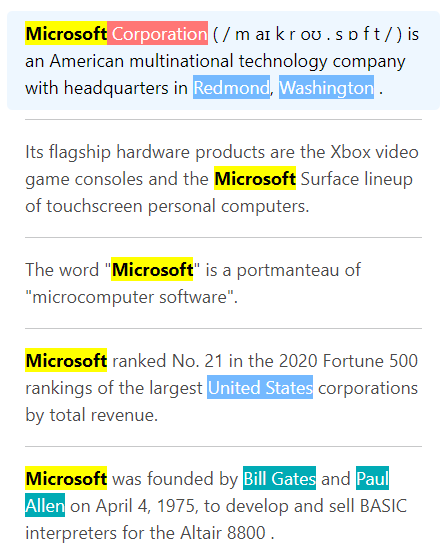 Microsoft Corporation ( / m aɪ k r oʊ . s ɒ f t / ) is
an American multinational technology company
with headquarters in Redmond, Washington .
Its flagship hardware products are the Xbox video
game consoles and the Microsoft Surface lineup
of touchscreen personal computers.
The word "Microsoft" is a portmanteau of
"microcomputer software".
Microsoft ranked No. 21 in the 2020 Fortune 500
rankings of the largest United States corporations
by total revenue.
Microsoft was founded by Bill Gates and Paul
Allen on April 4, 1975, to develop and sell BASIC
interpreters for the Altair 8800 .